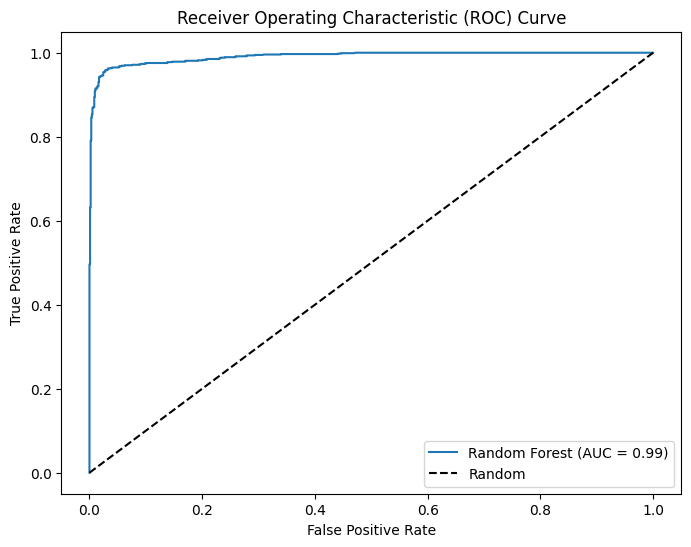 Receiver Operating Characteristic (ROC) Curve
True Positive Rate
1.0
0.8
0.6
0.4
0.2
0.0
Random Forest (AUC = 0.99)
Random
0.0 0.2 0.4 0.6 0.8 1.0
False Positive Rate